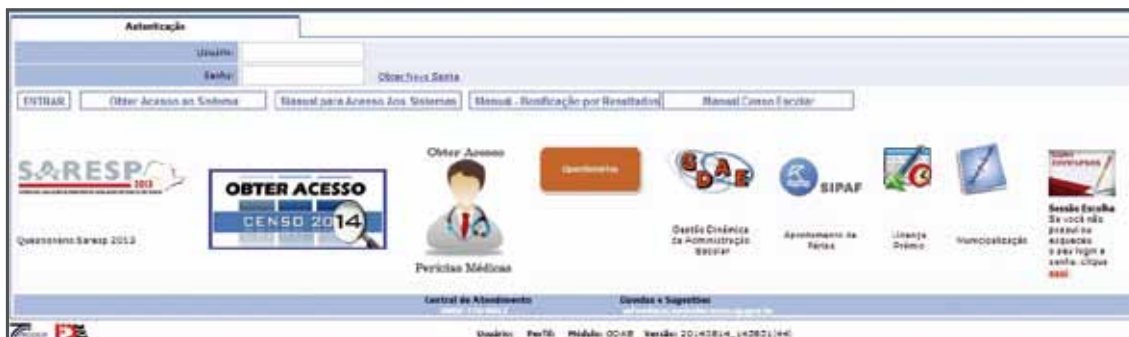 Autenticação
Usuário:
Senha:
Obter Nova Senha
ENTRAR
Obter Acesso ao Sistema
Manual para Acesso Aos Sistemas
Manual - Bonificação por Resultados
Manual Censo Escolar
SARESP
2013
Questionário Saresp 2013
OBTER ACESSO
CENSO 2014
Obter Acesso
Perícias Médicas
Questionários
GDAE
Gestão Dinâmica
da Administração
Escolar
SIPAF
Apontamento de
Férias
Licença
Prêmio
Municipalização
Sessão Escolha
Se você não
possui ou
esqueceu
o seu login e
senha, clique
aqui
Central de Atendimento
Dúvidas e Sugestões
Usuário: Perfil: Módulo: Versão: